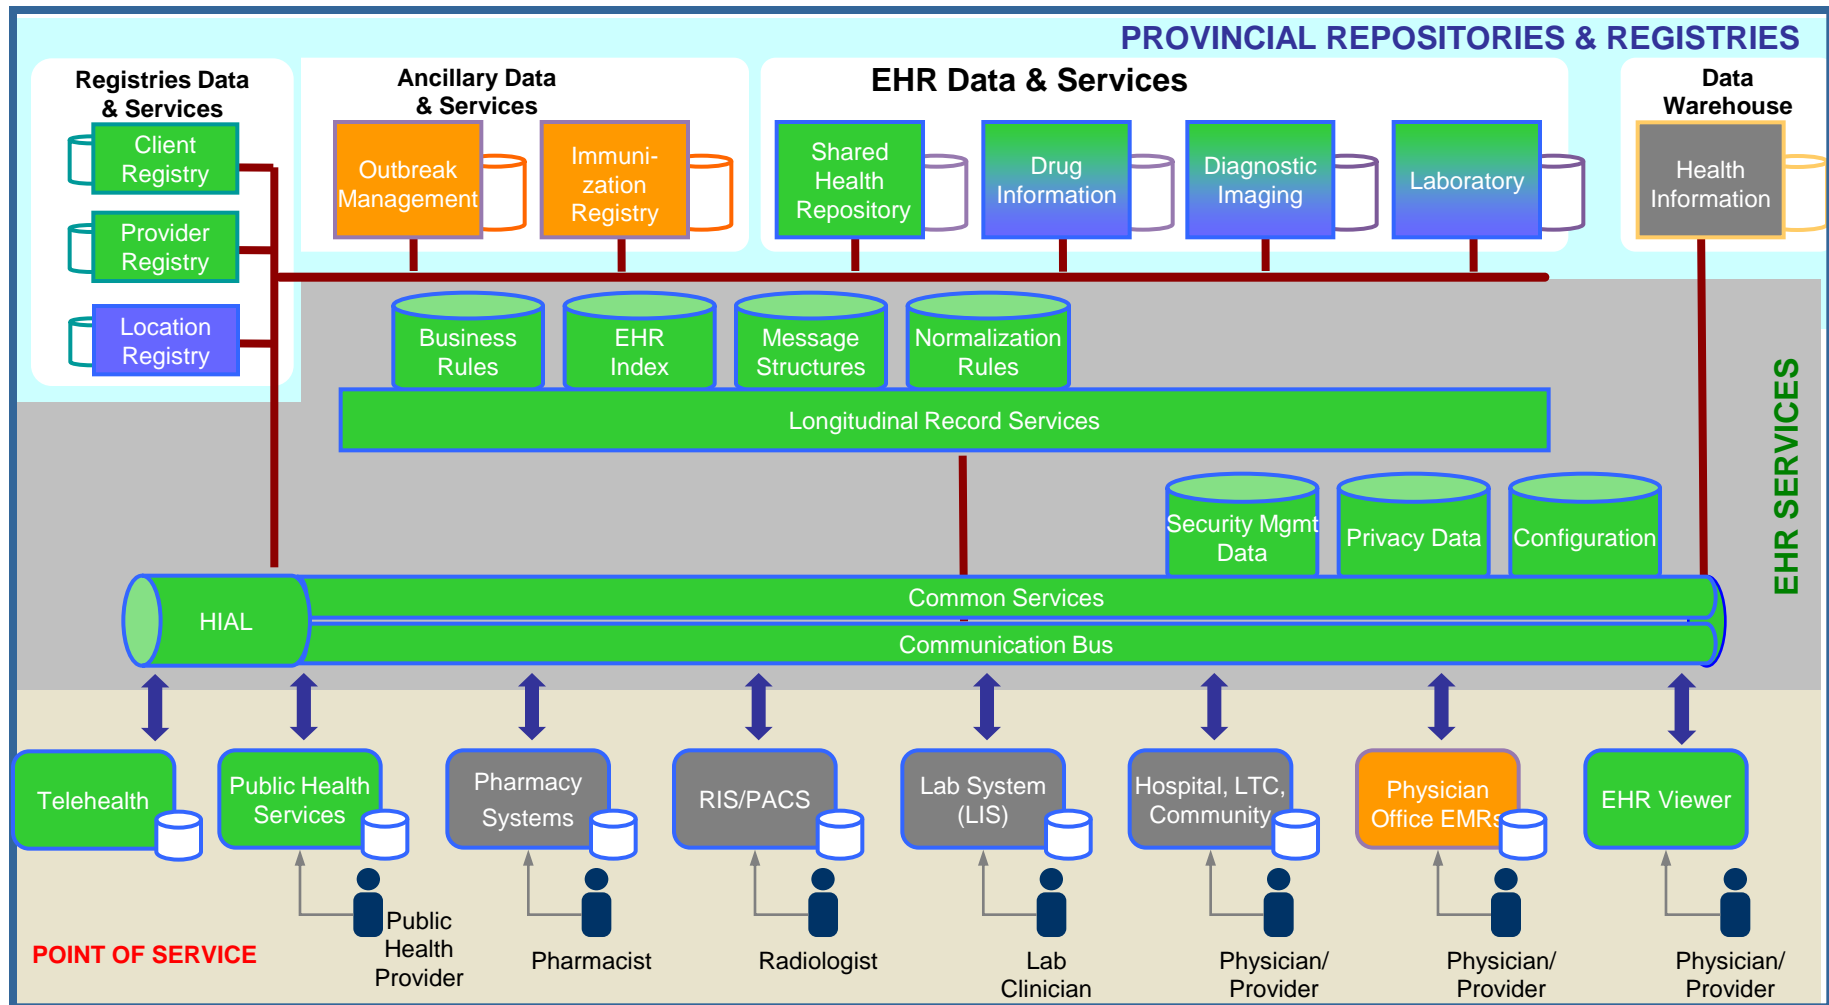 PROVINCIAL REPOSITORIES & REGISTRIES
Registries Data
& Services
Ancillary Data
& Services
EHR Data & Services
Data
Warehouse
Client
Registry
Provider
Registry
Location
Registry
Outbreak
Management
Immuni-
zation
Registry
Shared
Health
Repository
Drug
Information
Diagnostic
Imaging
Laboratory
Health
Information
Business
Rules
EHR
Index
Message
Structures
Normalization
Rules
Longitudinal Record Services
EHR SERVICES
Security Mgmt
Data
Privacy Data
Configuration
HIAL
Common Services
Communication Bus
Telehealth
Public Health
Services
Pharmacy
Systems
RIS/PACS
Lab System
(LIS)
Hospital, LTC,
Community
Physician
Office EMRs
EHR Viewer
POINT OF SERVICE
Public
Health
Provider
Pharmacist
Radiologist
Lab
Clinician
Physician/
Provider
Physician/
Provider
Physician/
Provider